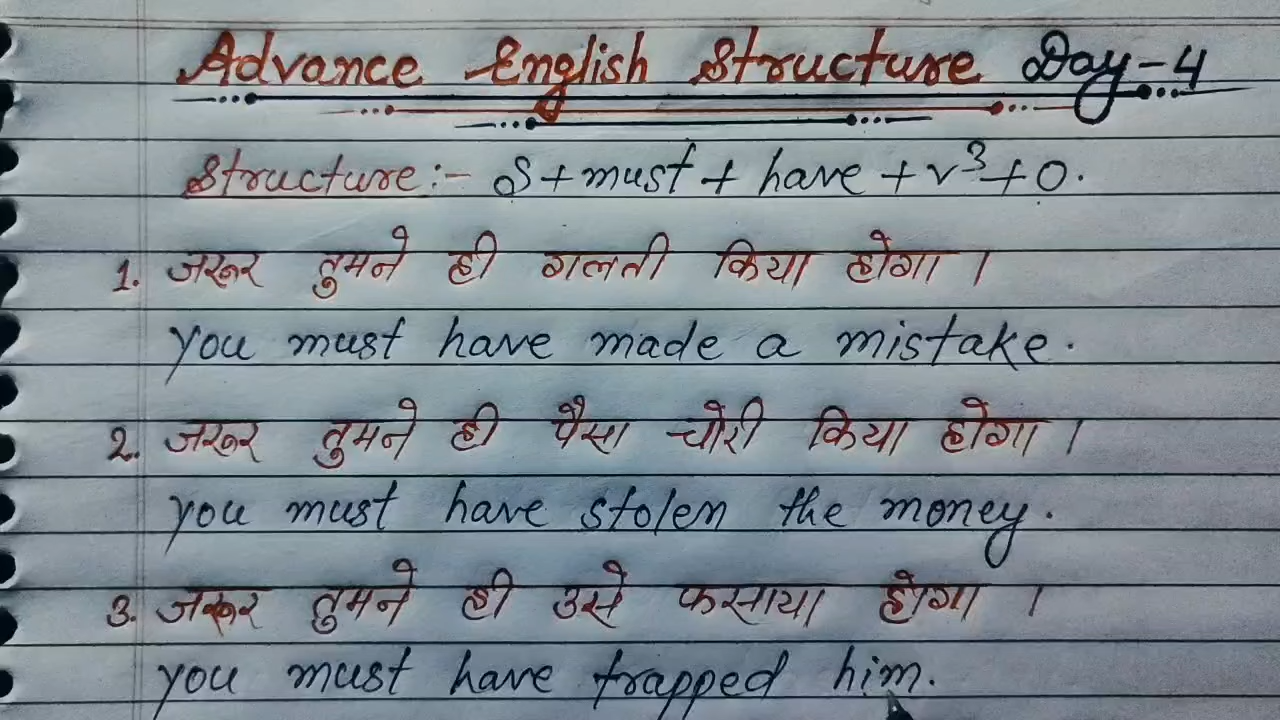 Advance English Structure Day-4
Structure:- S+must + have + v³+0.
1. जरूर तुमने ही गलती किया होगा ।
you must have made a mistake.
2. जरूर तुमने ही पैसा चोरी किया होगा ।
you must have stolen the money.
3. जरूर तुमने ही उसे फसाया होगा ।
you must have trapped him.